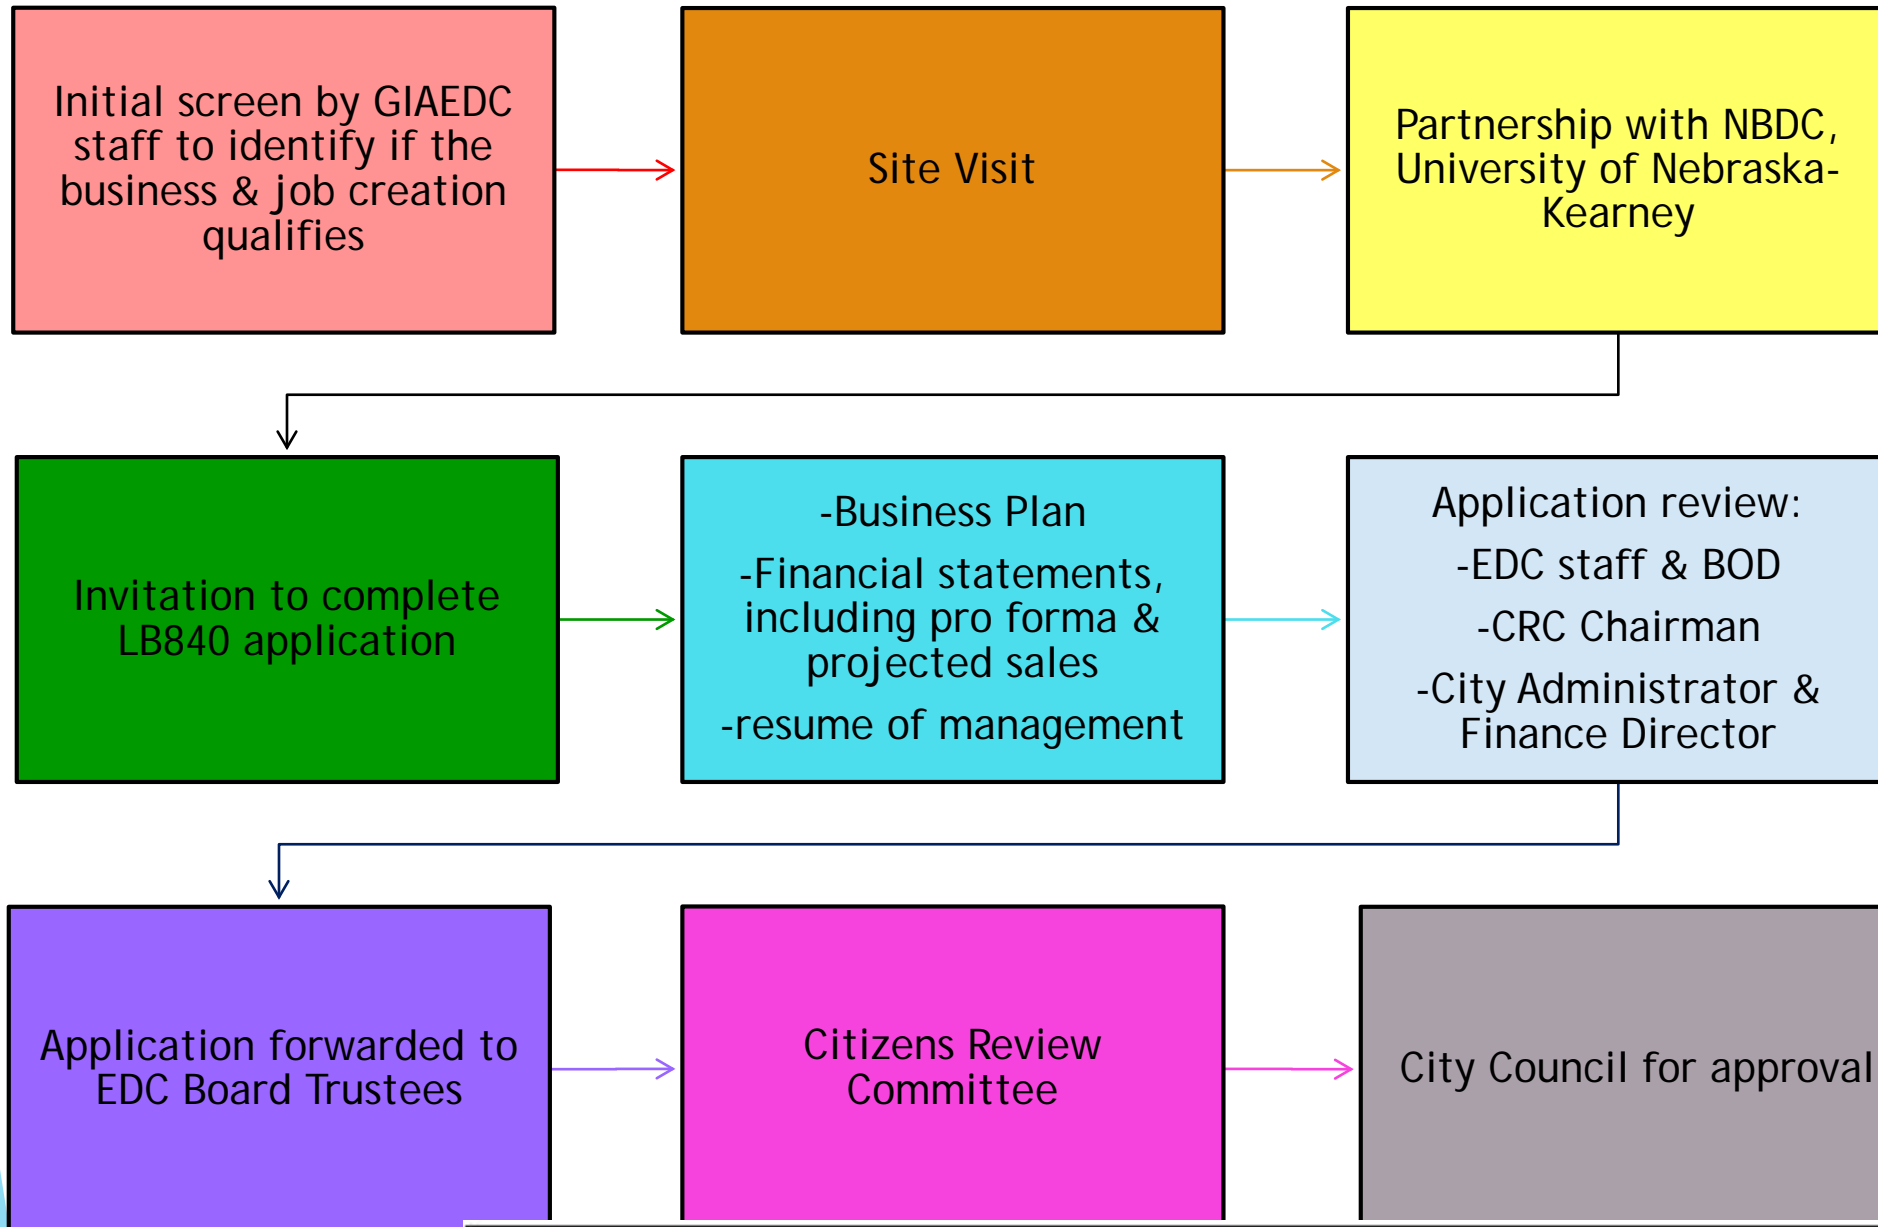 Initial screen by GIAEDC
staff to identify if the
business & job creation
qualifies
Site Visit
Partnership with NBDC,
University of Nebraska-
Kearney
Invitation to complete
LB840 application
-Business Plan
-Financial statements,
including pro forma &
projected sales
-resume of management
Application review:
-EDC staff & BOD
-CRC Chairman
-City Administrator &
Finance Director
Application forwarded to
EDC Board Trustees
Citizens Review
Committee
City Council for approval